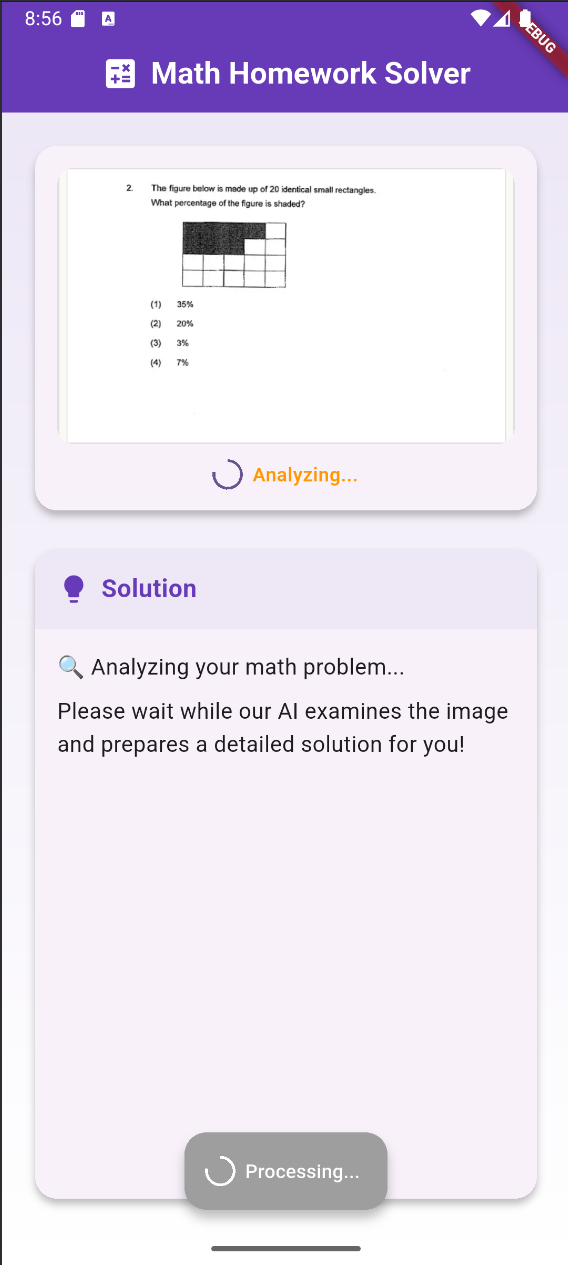 8:56
A
DEBUG
Math Homework Solver
2. The figure below is made up of 20 identical small rectangles.
What percentage of the figure is shaded?
(1) 35%
(2) 20%
(3) 3%
(4) 7%
Analyzing...
Solution
🔍 Analyzing your math problem...
Please wait while our AI examines the image
and prepares a detailed solution for you!
Processing...